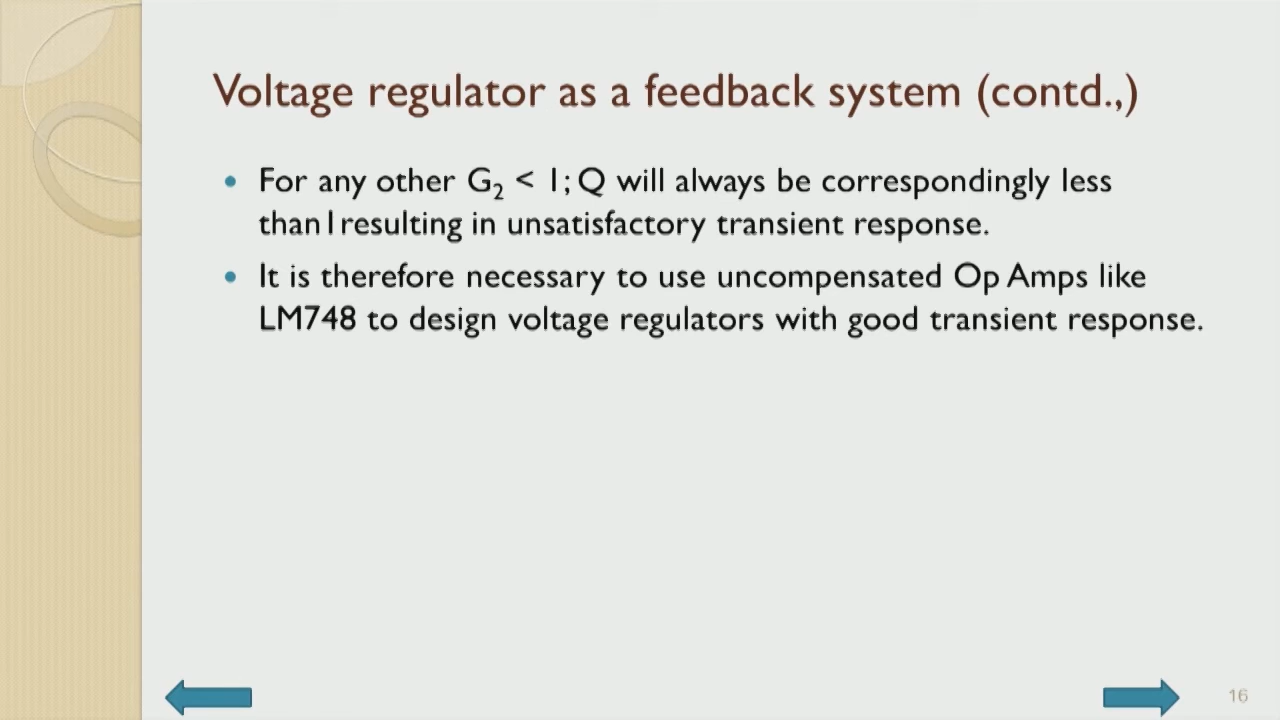 Voltage regulator as a feedback system (contd.,)
• For any other G₂ < 1; Q will always be correspondingly less
than1resulting in unsatisfactory transient response.
• It is therefore necessary to use uncompensated Op Amps like
LM748 to design voltage regulators with good transient response.
16